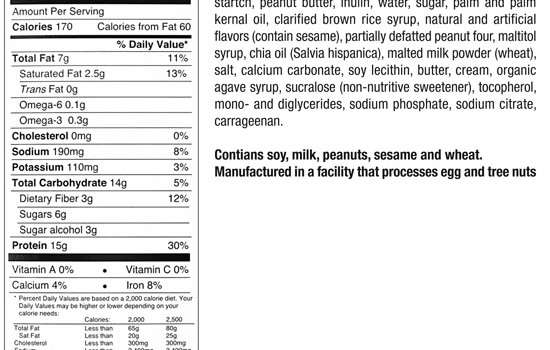 Amount Per Serving
Calories 170 Calories from Fat 60
% Daily Value*
Total Fat 7g 11%
Saturated Fat 2.5g 13%
Trans Fat 0g
Omega-6 0.1g
Omega-3 0.3g
Cholesterol 0mg 0%
Sodium 190mg 8%
Potassium 110mg 3%
Total Carbohydrate 14g 5%
Dietary Fiber 3g 12%
Sugars 6g
Sugar alcohol 3g
Protein 15g 30%
Vitamin A 0% • Vitamin C 0%
Calcium 4% • Iron 8%
* Percent Daily Values are based on a 2,000 calorie diet. Your
Daily Values may be higher or lower depending on your
calorie needs:
Calories: 2,000 2,500
Total Fat Less than 65g 80g
Sat Fat Less than 20g 25g
Cholesterol Less than 300mg 300mg
starch, peanut butter, inulin, water, sugar, palm and palm
kernal oil, clarified brown rice syrup, natural and artificial
flavors (contain sesame), partially defatted peanut four, maltitol
syrup, chia oil (Salvia hispanica), malted milk powder (wheat),
salt, calcium carbonate, soy lecithin, butter, cream, organic
agave syrup, sucralose (non-nutritive sweetener), tocopherol,
mono- and diglycerides, sodium phosphate, sodium citrate,
carrageenan.
Contians soy, milk, peanuts, sesame and wheat.
Manufactured in a facility that processes egg and tree nuts